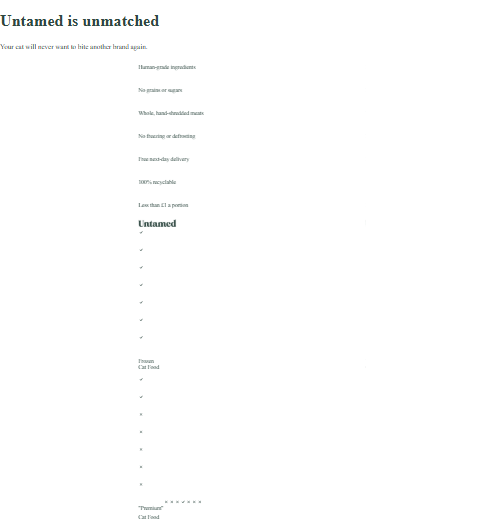 Untamed is unmatched
Your cat will never want to bite another brand again.
Human-grade ingredients
No grains or sugars
Whole, hand-shredded meats
No freezing or defrosting
Free next-day delivery
100% recyclable
Less than £1 a portion
Untamed
Frozen
Cat Food
"Premium"
Cat Food